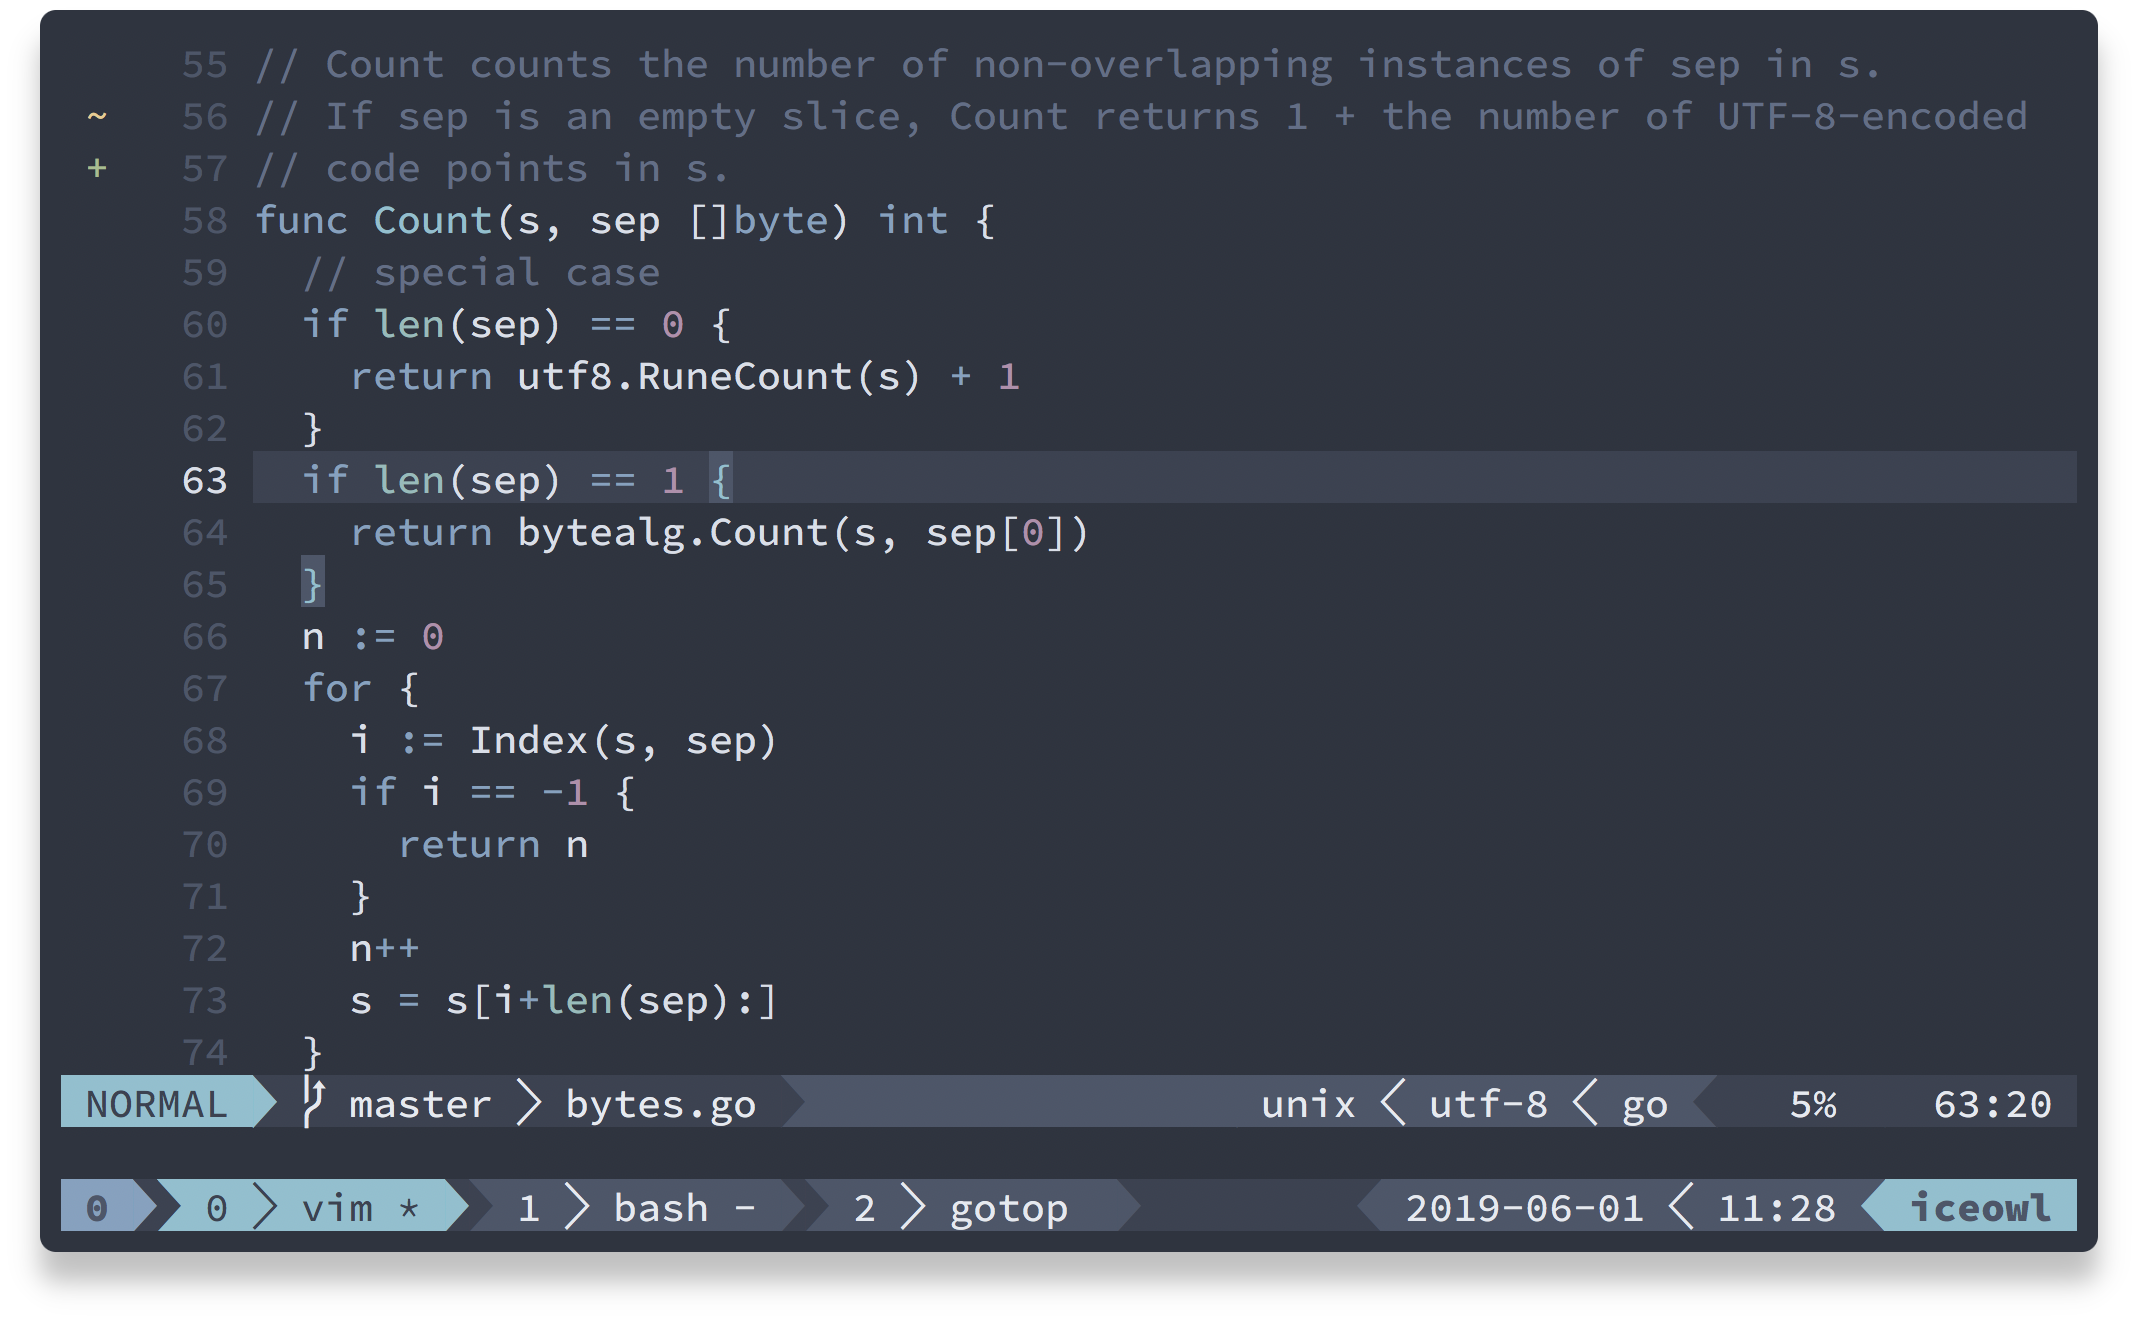 55 // Count counts the number of non-overlapping instances of sep in s.
~ 56 // If sep is an empty slice, Count returns 1 + the number of UTF-8-encoded
+ 57 // code points in s.
58 func Count(s, sep []byte) int {
59   // special case
60   if len(sep) == 0 {
61     return utf8.RuneCount(s) + 1
62   }
63   if len(sep) == 1 {
64     return bytealg.Count(s, sep[0])
65   }
66   n := 0
67   for {
68     i := Index(s, sep)
69     if i == -1 {
70       return n
71     }
72     n++
73     s = s[i+len(sep):]
74   }
NORMAL master bytes.go unix utf-8 go 5% 63:20
0 0 vim * 1 bash - 2 gotop 2019-06-01 11:28 iceowl